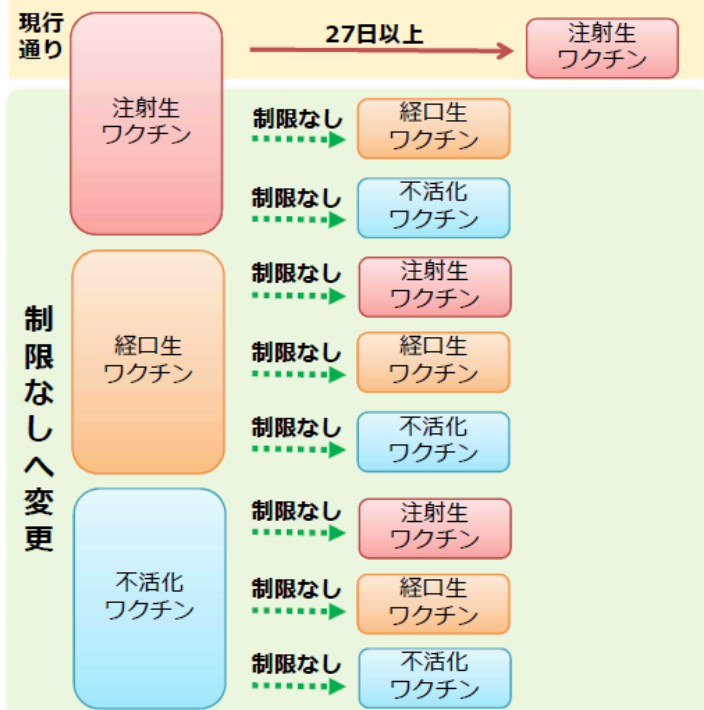 現行
通り
27日以上
注射生
ワクチン
注射生
ワクチン
制限なし
経口生
ワクチン
制限なし
不活化
ワクチン
制限なしへ変更
経口生
ワクチン
制限なし
注射生
ワクチン
制限なし
経口生
ワクチン
制限なし
不活化
ワクチン
不活化
ワクチン
制限なし
注射生
ワクチン
制限なし
経口生
ワクチン
制限なし
不活化
ワクチン